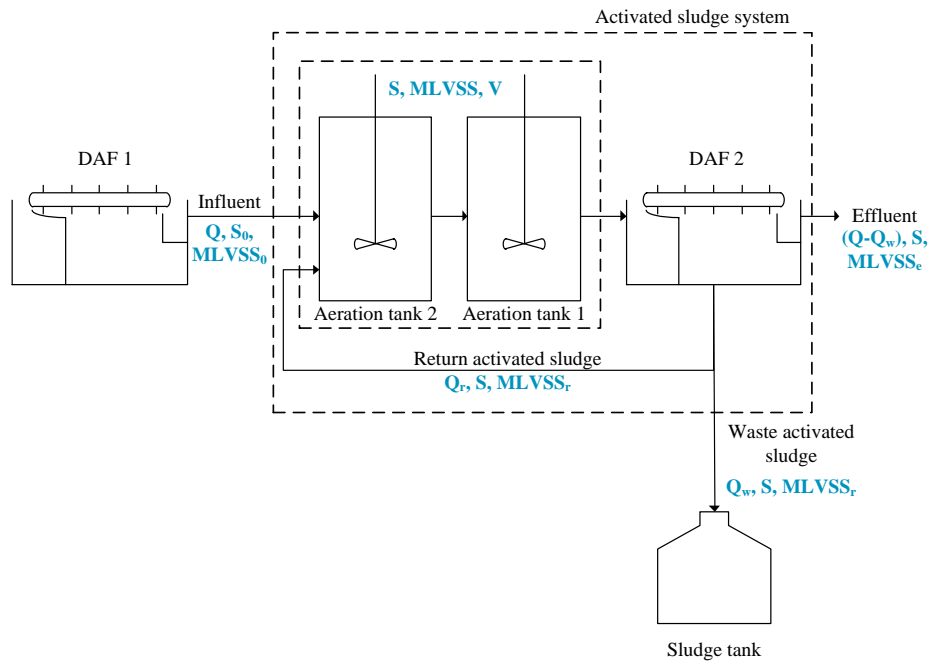 Activated sludge system
S, MLVSS, V
DAF 1
DAF 2
Influent
Q, S₀,
MLVSS₀
Effluent
(Q-Qw), S,
MLVSSₑ
Aeration tank 2
Aeration tank 1
Return activated sludge
Qᵣ, S, MLVSSᵣ
Waste activated
sludge
Qw, S, MLVSSᵣ
Sludge tank